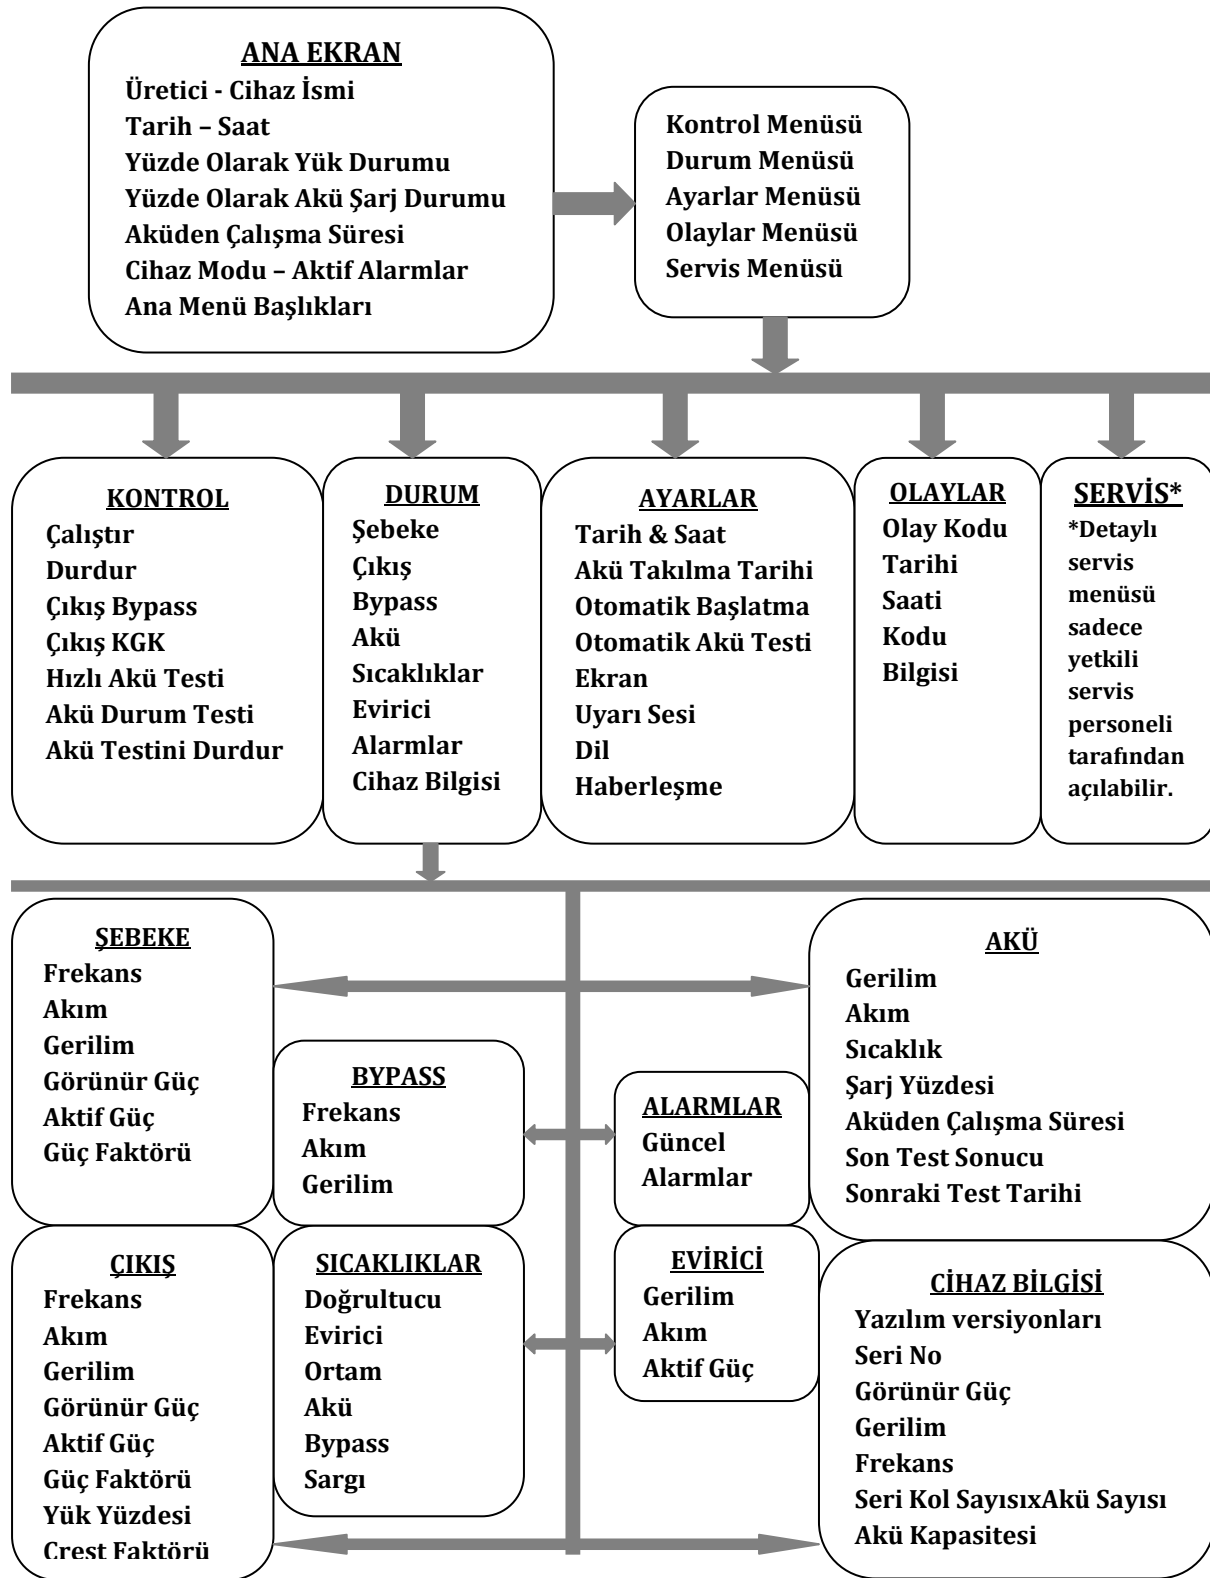 ANA EKRAN
Üretici - Cihaz İsmi
Tarih – Saat
Yüzde Olarak Yük Durumu
Yüzde Olarak Akü Şarj Durumu
Aküden Çalışma Süresi
Cihaz Modu – Aktif Alarmlar
Ana Menü Başlıkları
Kontrol Menüsü
Durum Menüsü
Ayarlar Menüsü
Olaylar Menüsü
Servis Menüsü
KONTROL
Çalıştır
Durdur
Çıkış Bypass
Çıkış KGK
Hızlı Akü Testi
Akü Durum Testi
Akü Testini Durdur
DURUM
Şebeke
Çıkış
Bypass
Akü
Sıcaklıklar
Evirici
Alarmlar
Cihaz Bilgisi
AYARLAR
Tarih & Saat
Akü Takılma Tarihi
Otomatik Başlatma
Otomatik Akü Testi
Ekran
Uyarı Sesi
Dil
Haberleşme
OLAYLAR
Olay Kodu
Tarihi
Saati
Kodu
Bilgisi
SERVİS*
*Detaylı
servis
menüsü
sadece
yetkili
servis
personeli
tarafından
açılabilir.
ŞEBEKE
Frekans
Akım
Gerilim
Görünür Güç
Aktif Güç
Güç Faktörü
BYPASS
Frekans
Akım
Gerilim
ALARMLAR
Güncel
Alarmlar
AKÜ
Gerilim
Akım
Sıcaklık
Şarj Yüzdesi
Aküden Çalışma Süresi
Son Test Sonucu
Sonraki Test Tarihi
ÇIKIŞ
Frekans
Akım
Gerilim
Görünür Güç
Aktif Güç
Güç Faktörü
Yük Yüzdesi
Crest Faktörü
SICAKLIKLAR
Doğrultucu
Evirici
Ortam
Akü
Bypass
Sargı
EVİRİCİ
Gerilim
Akım
Aktif Güç
CİHAZ BİLGİSİ
Yazılım versiyonları
Seri No
Görünür Güç
Gerilim
Frekans
Seri Kol SayısıxAkü Sayısı
Akü Kapasitesi